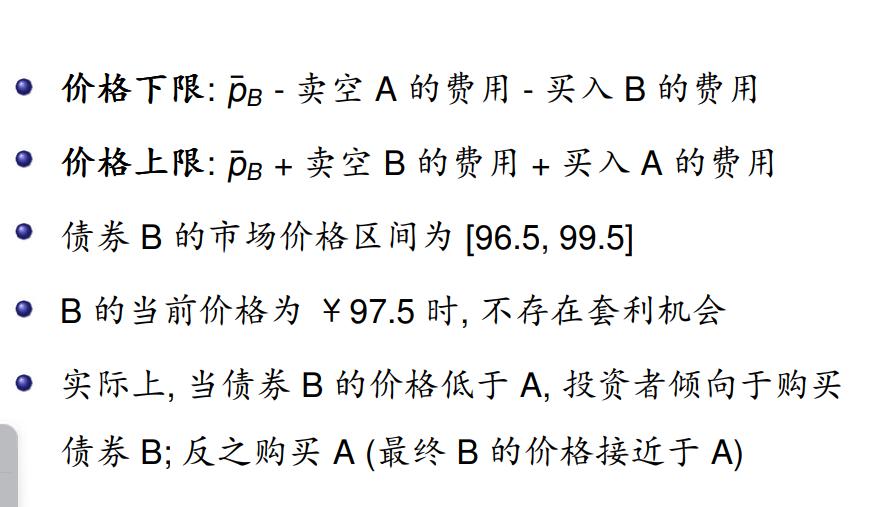 价格下限: p̄B - 卖空 A 的费用 - 买入 B 的费用
价格上限: p̄B + 卖空 B 的费用 + 买入 A 的费用
债券 B 的市场价格区间为 [96.5, 99.5]
B 的当前价格为 ￥97.5 时, 不存在套利机会
实际上, 当债券 B 的价格低于 A, 投资者倾向于购买
债券 B; 反之购买 A (最终 B 的价格接近于 A)